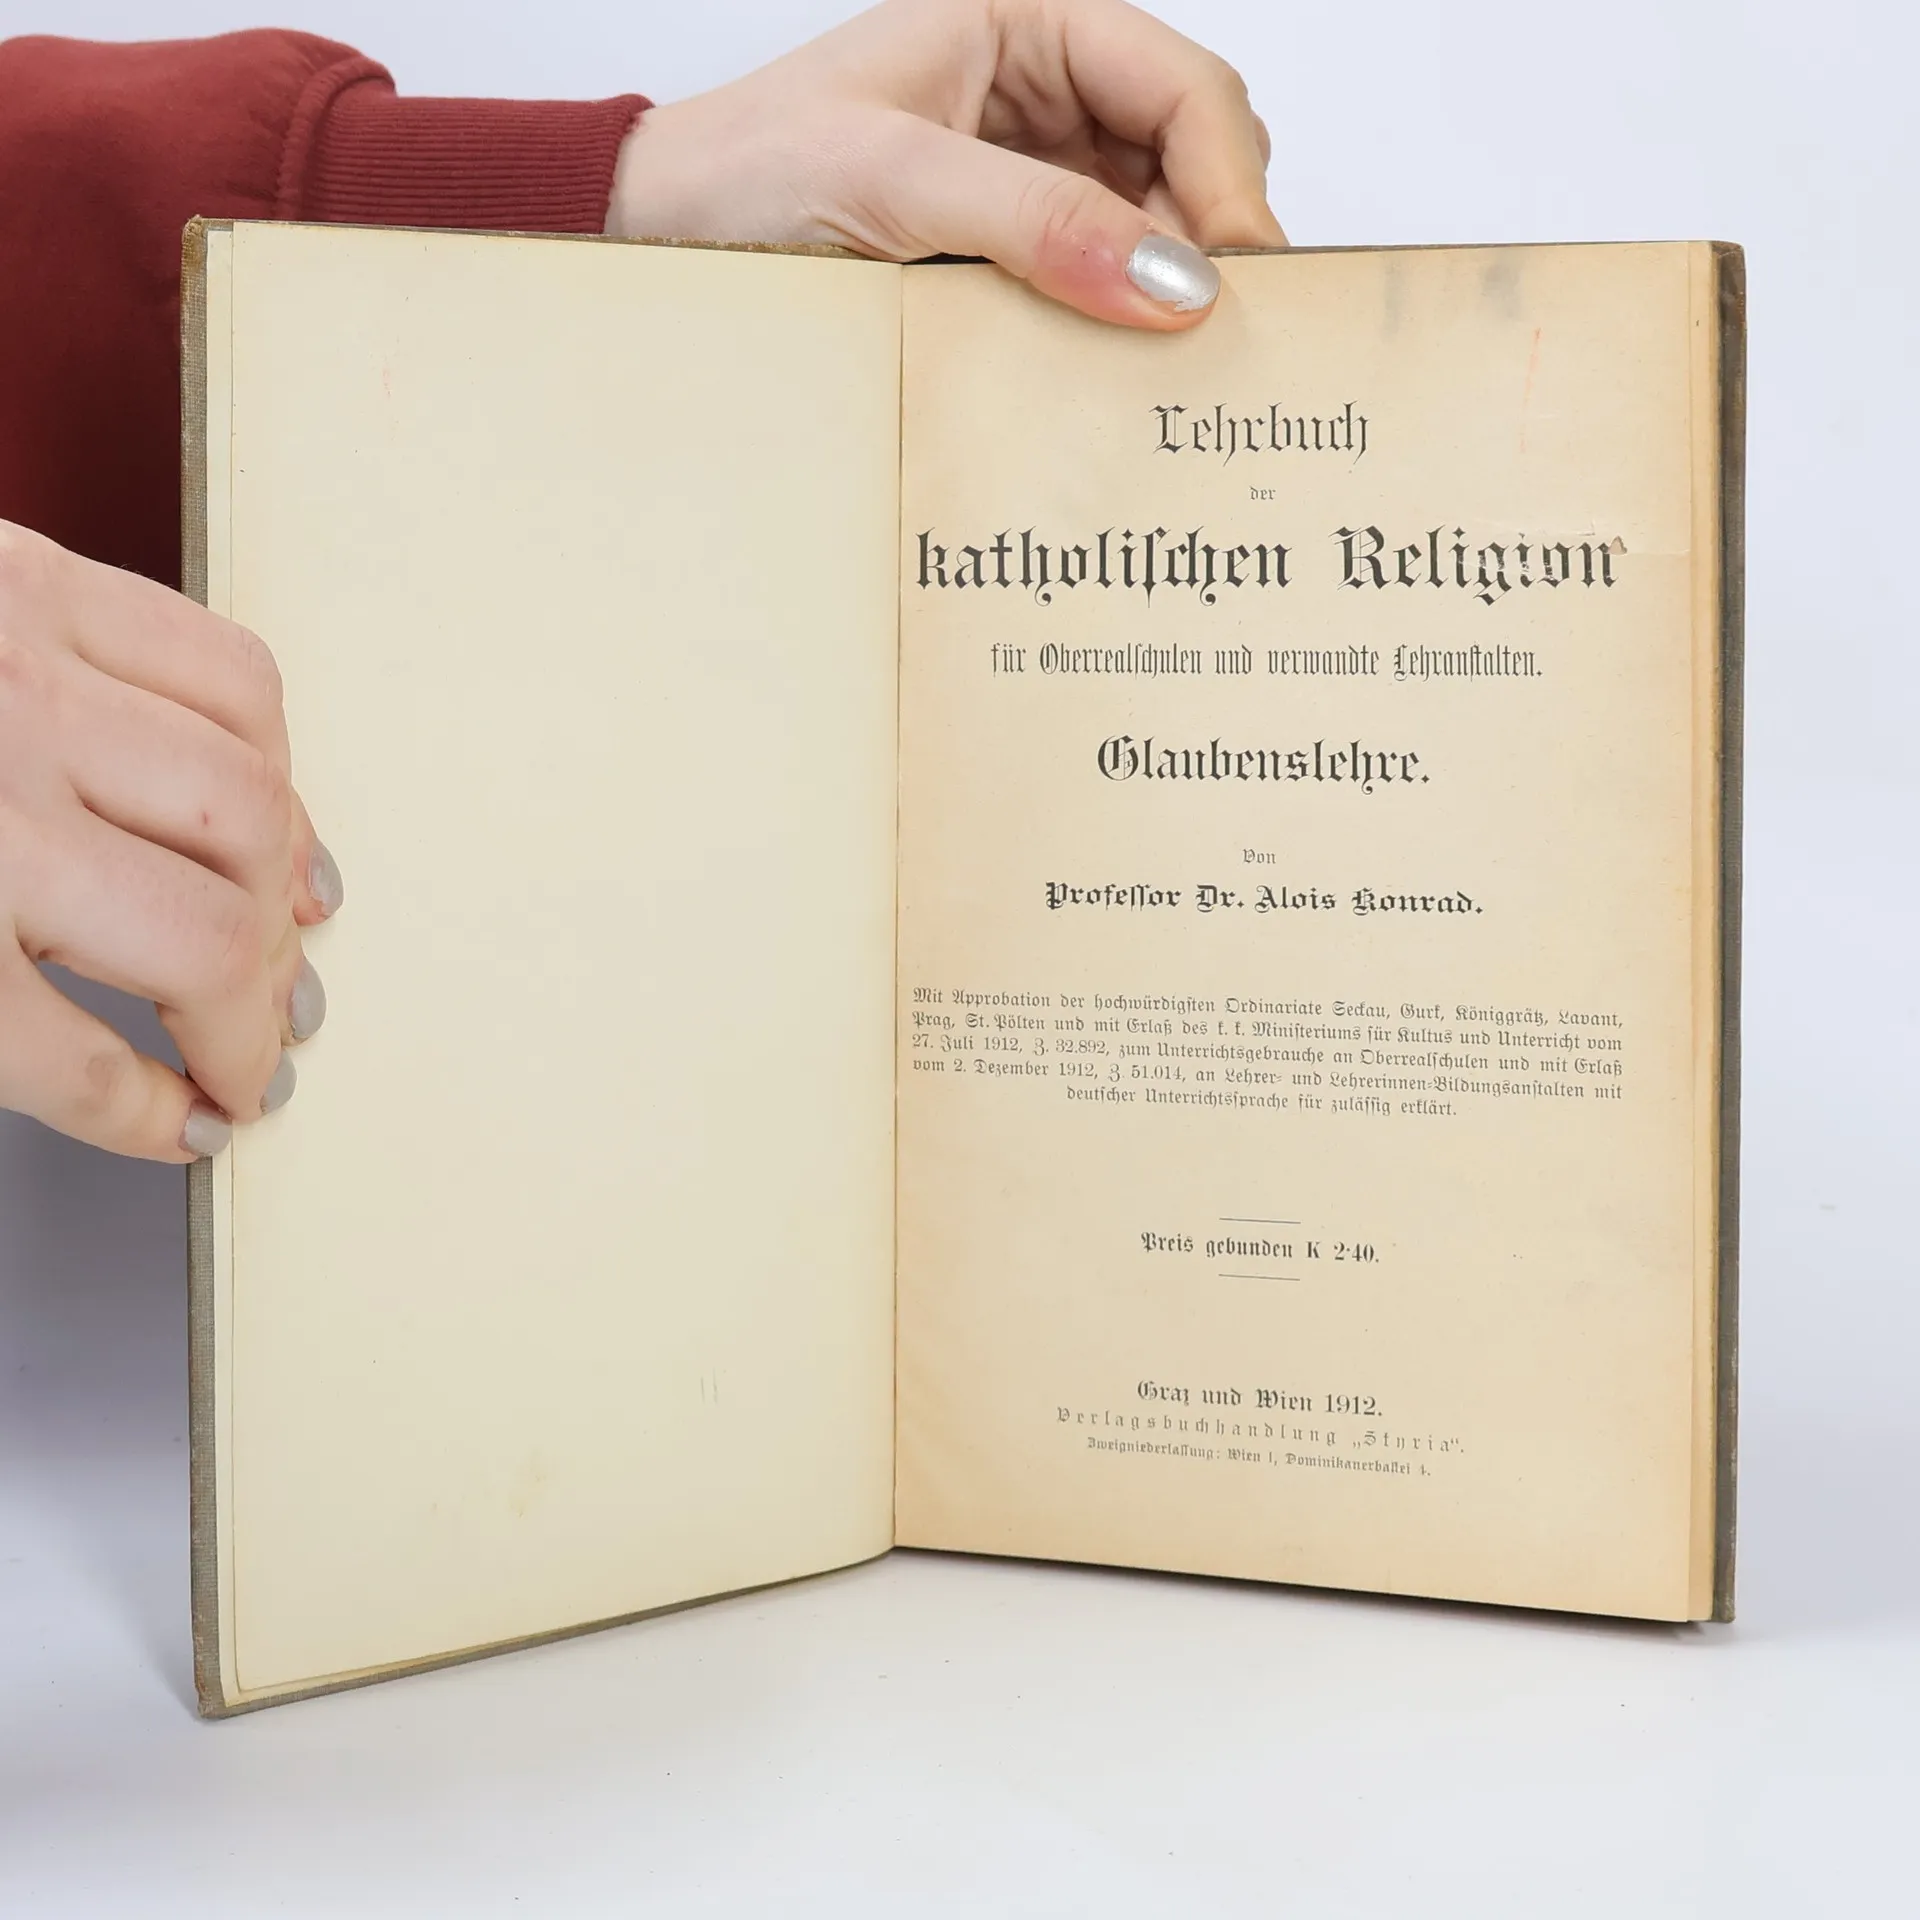 Lehrbuch
der
katholiſchen Religion
für Oberrealſchulen und verwandte Lehranſtalten.
Glaubenslehre.
Von
Profeſſor Dr. Alois Konrad.
Mit Approbation der hochwürdigſten Ordinariate Seckau, Gurk, Königgrätz, Lavant,
Prag, St. Pölten und mit Erlaß des k. k. Miniſteriums für Kultus und Unterricht vom
27. Juli 1912, Z. 32.892, zum Unterrichtsgebrauche an Oberrealſchulen und mit Erlaß
vom 2. Dezember 1912, Z. 51.014, an Lehrer- und Lehrerinnen-Bildungsanſtalten mit
deutſcher Unterrichtsſprache für zuläſſig erklärt.
Preis gebunden K 2·40.
Graz und Wien 1912.
Verlagsbuchhandlung „Styria“.
Zweigniederlaſſung: Wien I, Dominikanerbaſtei 4.